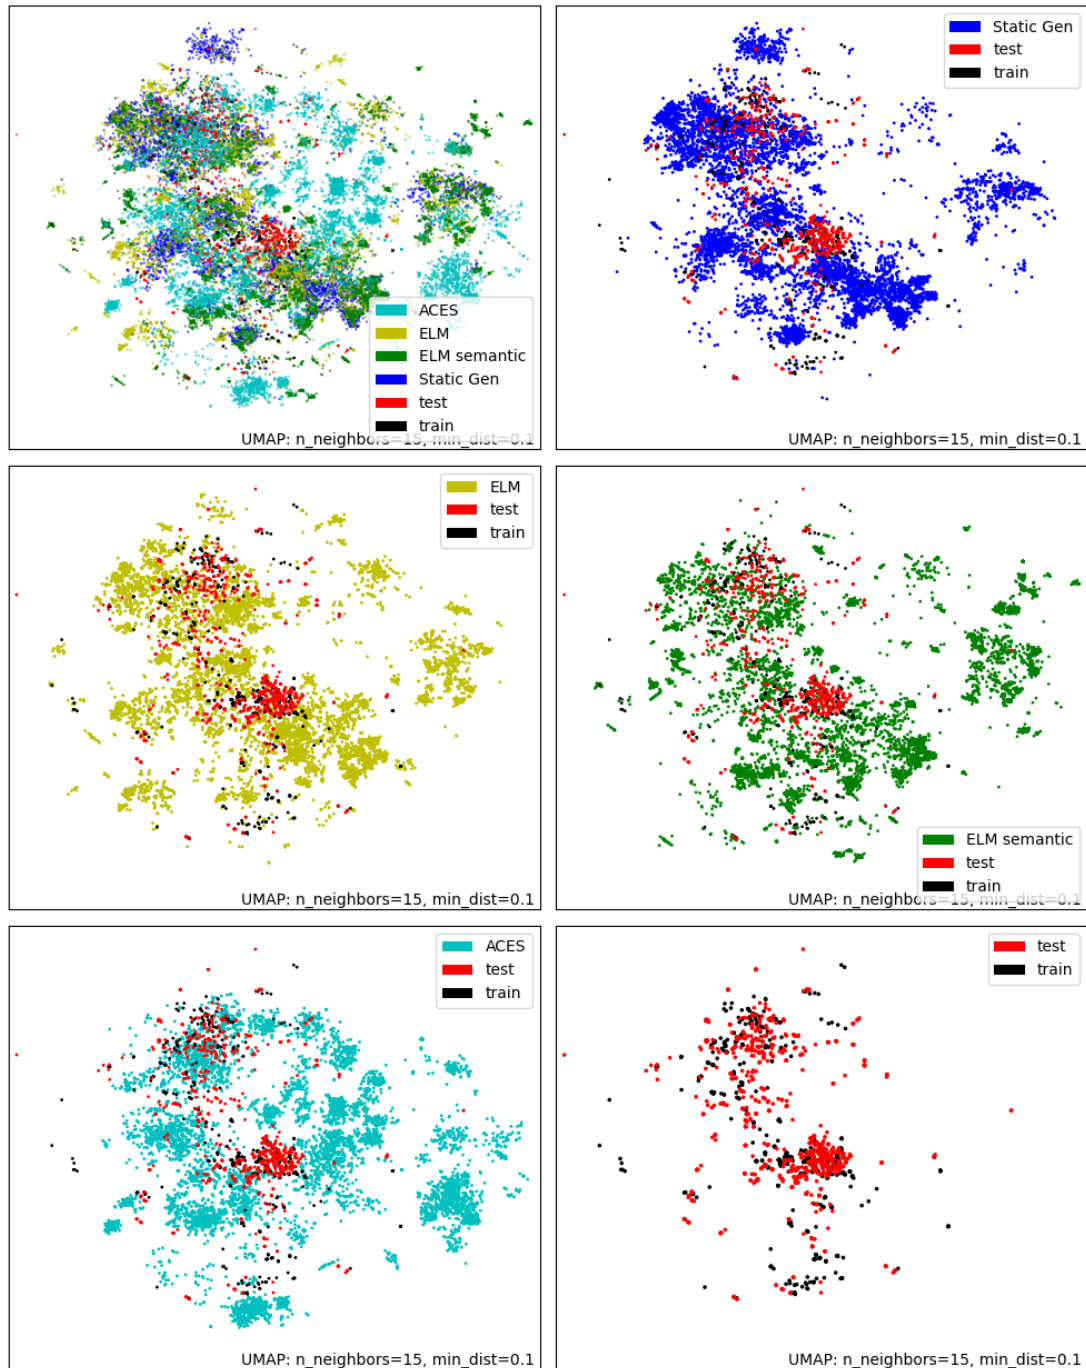 ACES
ELM
ELM semantic
Static Gen
test
train
UMAP: n_neighbors=15, min_dist=0.1
Static Gen
test
train
UMAP: n_neighbors=15, min_dist=0.1
ELM
test
train
UMAP: n_neighbors=15, min_dist=0.1
ELM semantic
test
train
UMAP: n_neighbors=15, min_dist=0.1
ACES
test
train
UMAP: n_neighbors=15, min_dist=0.1
test
train
UMAP: n_neighbors=15, min_dist=0.1